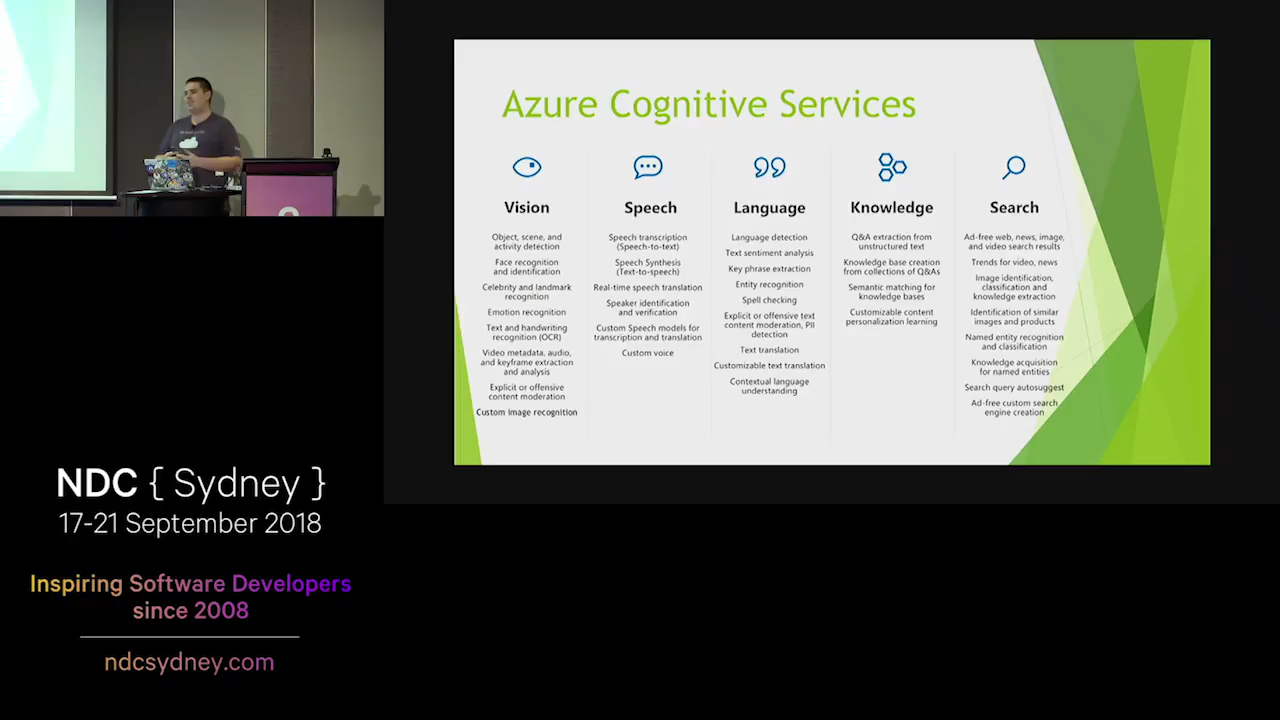 Azure Cognitive Services
Vision
Object, scene, and
activity detection
Face recognition
and identification
Celebrity and landmark
recognition
Emotion recognition
Text and handwriting
recognition (OCR)
Video metadata, audio,
and keyframe extraction
and analysis
Explicit or offensive
content moderation
Custom image recognition
Speech
Speech transcription
(Speech-to-text)
Speech Synthesis
(Text-to-speech)
Real-time speech translation
Speaker identification
and verification
Custom Speech models for
transcription and translation
Custom voice
Language
Language detection
Text sentiment analysis
Key phrase extraction
Entity recognition
Spell checking
Explicit or offensive text
content moderation, PII
detection
Text translation
Customizable text translation
Contextual language
understanding
Knowledge
Q&A extraction from
unstructured text
Knowledge base creation
from collections of Q&As
Semantic matching for
knowledge bases
Customizable content
personalization learning
Search
Ad-free web, news, image,
and video search results
Trends for video, news
Image identification,
classification and
knowledge extraction
Identification of similar
images and products
Named entity recognition
and classification
Knowledge acquisition
for named entities
Search query autosuggest
Ad-free custom search
engine creation
NDC { Sydney }
17-21 September 2018
Inspiring Software Developers
since 2008
ndcsydney.com